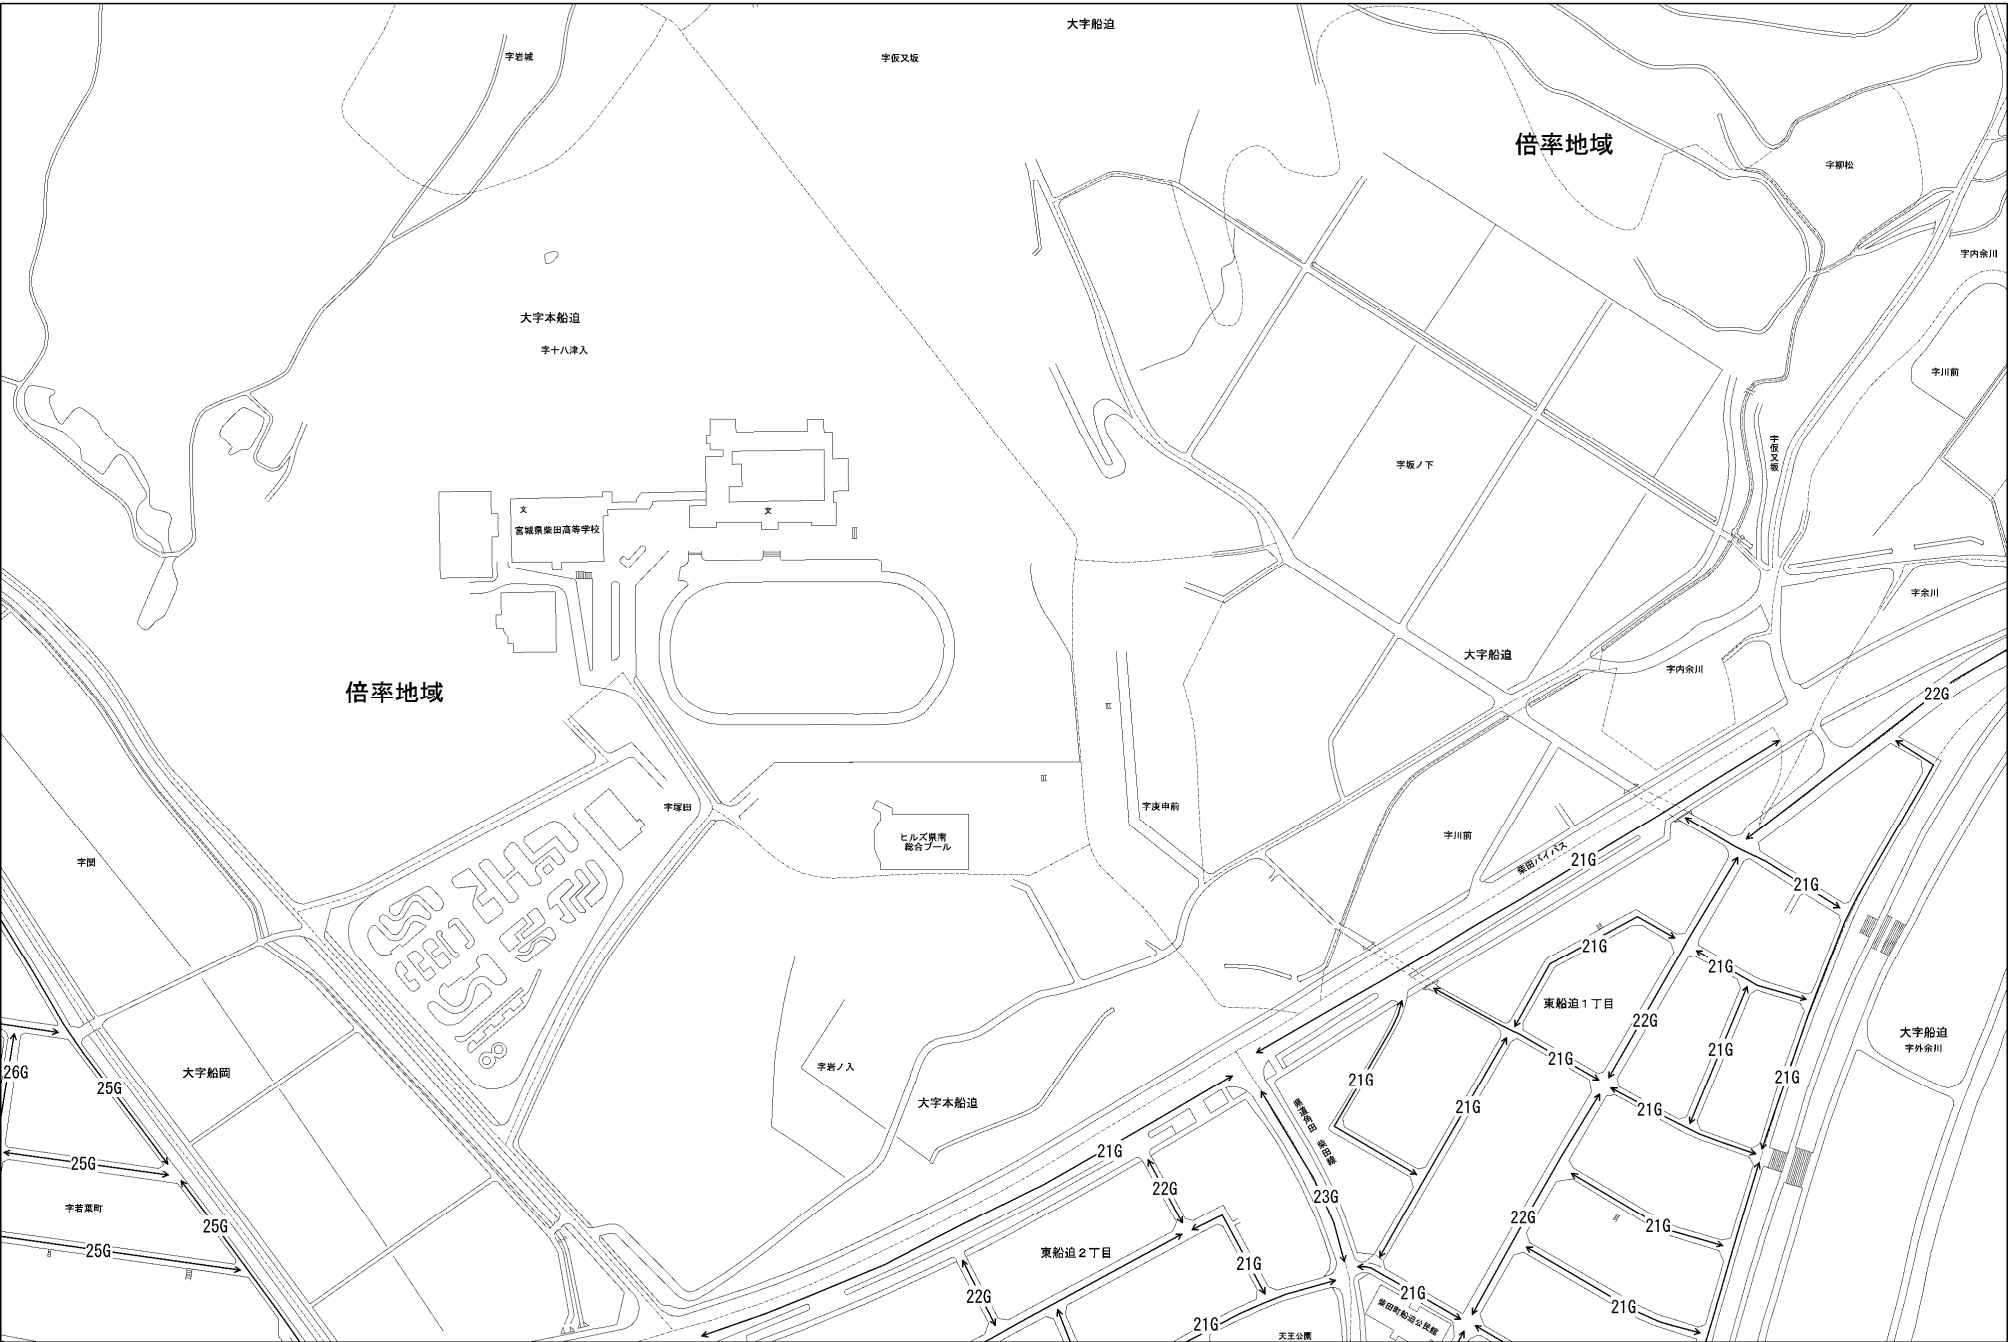 大字船迫
字岩城
字仮又坂
倍率地域
字柳松
字内余川
大字本船迫
字十八津入
字川前
字仮又坂
字坂ノ下
文
文
宮城県柴田高等学校
字余川
大字船迫
字内余川
倍率地域
22G
字塚田
字庚申前
ヒルズ県南
総合プール
字川前
柴田バイパス
21G
字関
21G
21G
21G
東船迫1丁目
22G
大字船迫
字外余川
21G
21G
大字船岡
字岩ノ入
26G
25G
21G
21G
21G
大字本船迫
県道角田 柴田線
21G
21G
21G
25G
22G
23G
字若葉町
25G
22G
21G
25G
東船迫2丁目
21G
22G
21G
柴田町船迫公民館
21G
21G
天王公園